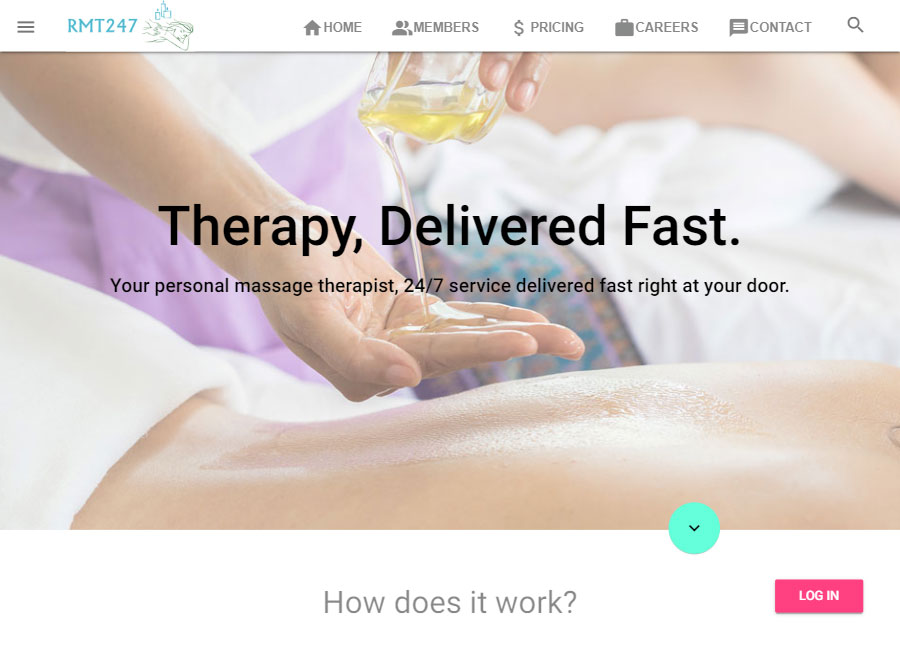 RMT247
HOME MEMBERS PRICING CAREERS CONTACT
Therapy, Delivered Fast.
Your personal massage therapist, 24/7 service delivered fast right at your door.
How does it work?
LOG IN